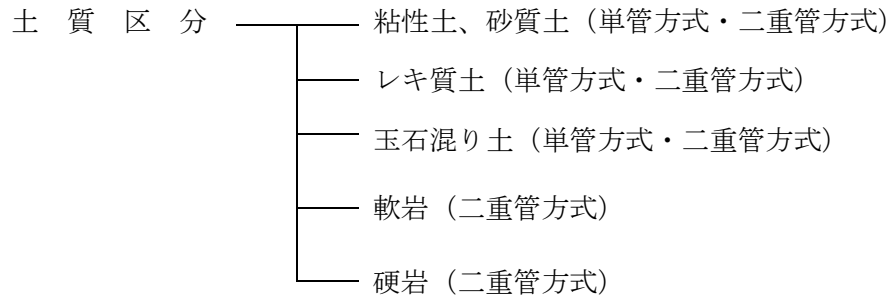 土 質 区 分
粘性土、砂質土（単管方式・二重管方式）
レキ質土（単管方式・二重管方式）
玉石混り土（単管方式・二重管方式）
軟岩（二重管方式）
硬岩（二重管方式）